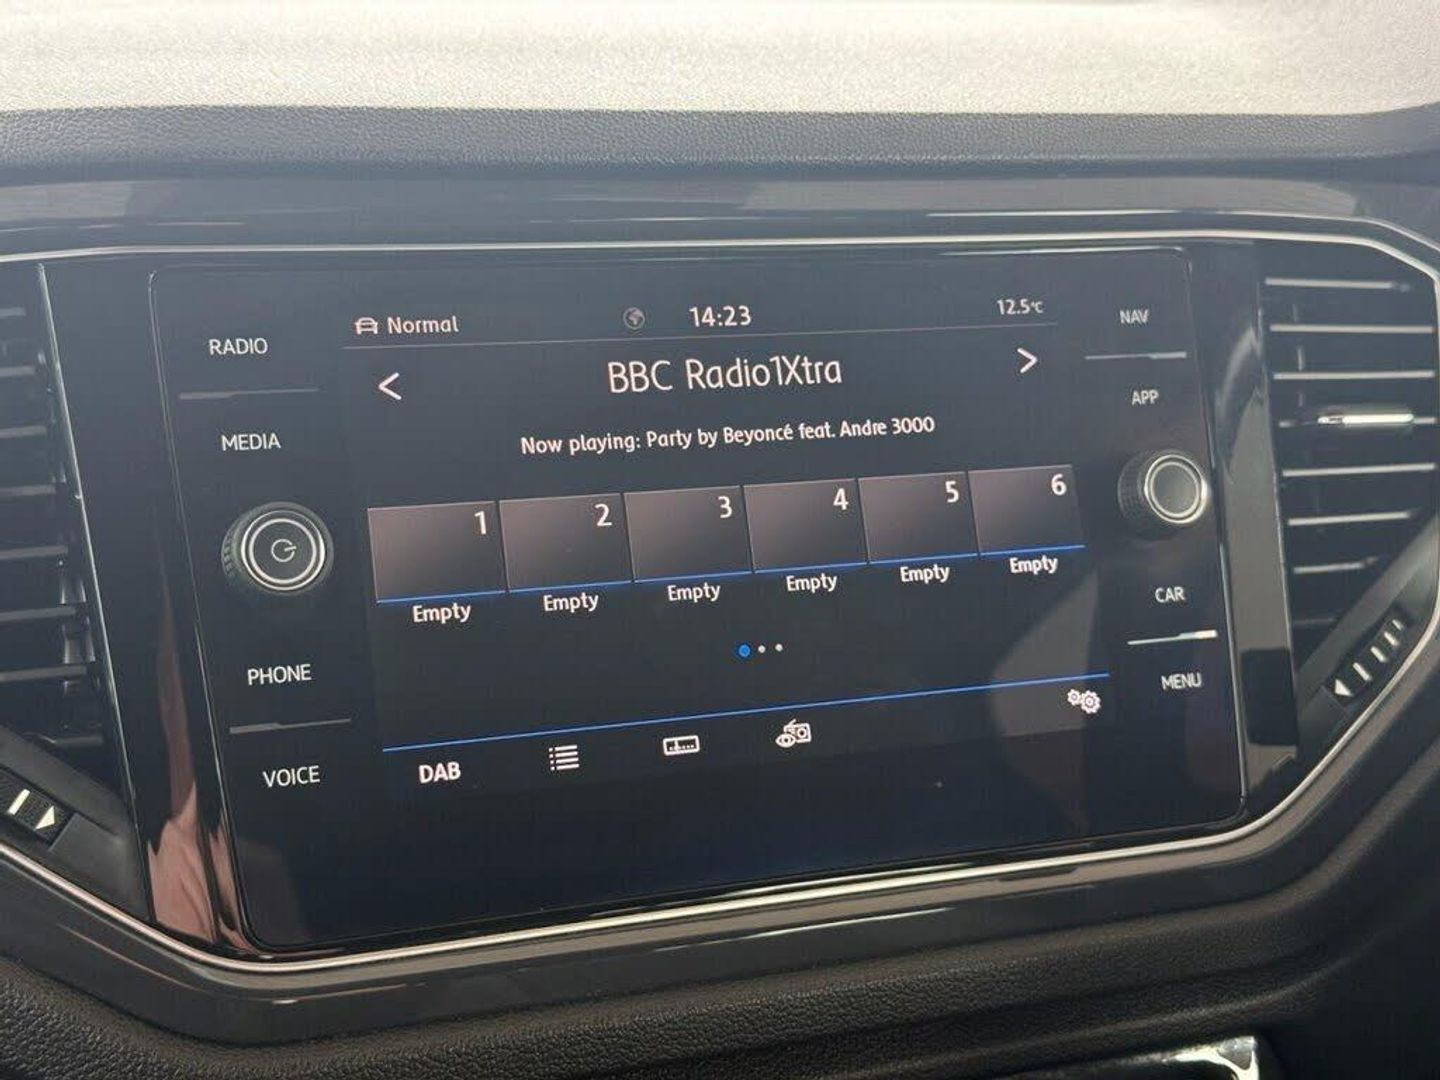 Normal
14:23
12.5°C
BBC Radio1Xtra
Now playing: Party by Beyoncé feat. Andre 3000
1 2 3 4 5 6
Empty Empty Empty Empty Empty Empty
DAB
RADIO
MEDIA
PHONE
VOICE
NAV
APP
CAR
MENU